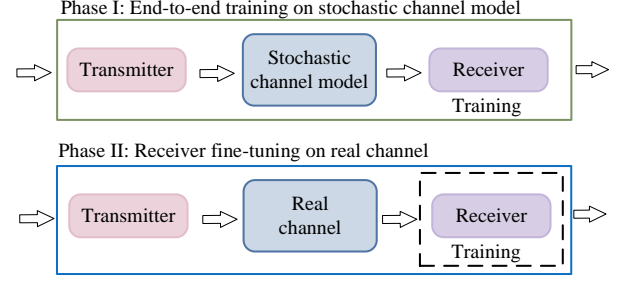 Phase I: End-to-end training on stochastic channel model
Transmitter
Stochastic
channel model
Receiver
Training
Phase II: Receiver fine-tuning on real channel
Transmitter
Real
channel
Receiver
Training